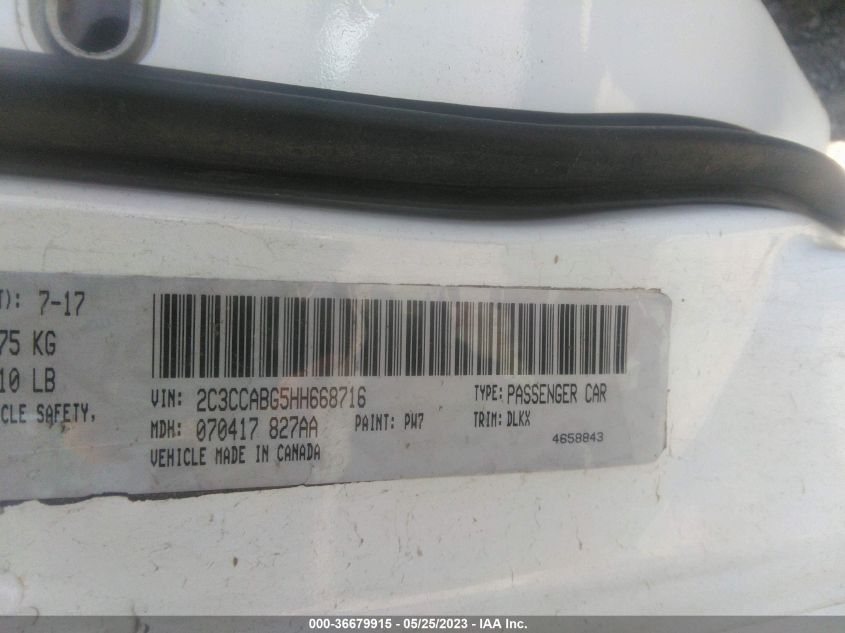 T): 7-17
75 KG
10 LB
CLE SAFETY,
VIN: 2C3CCABG5HH668716
TYPE: PASSENGER CAR
MDH: 070417 827AA
PAINT: PW7
TRIM: DLKX
VEHICLE MADE IN CANADA
4658843
000-36679915 - 05/25/2023 - © IAA Inc.